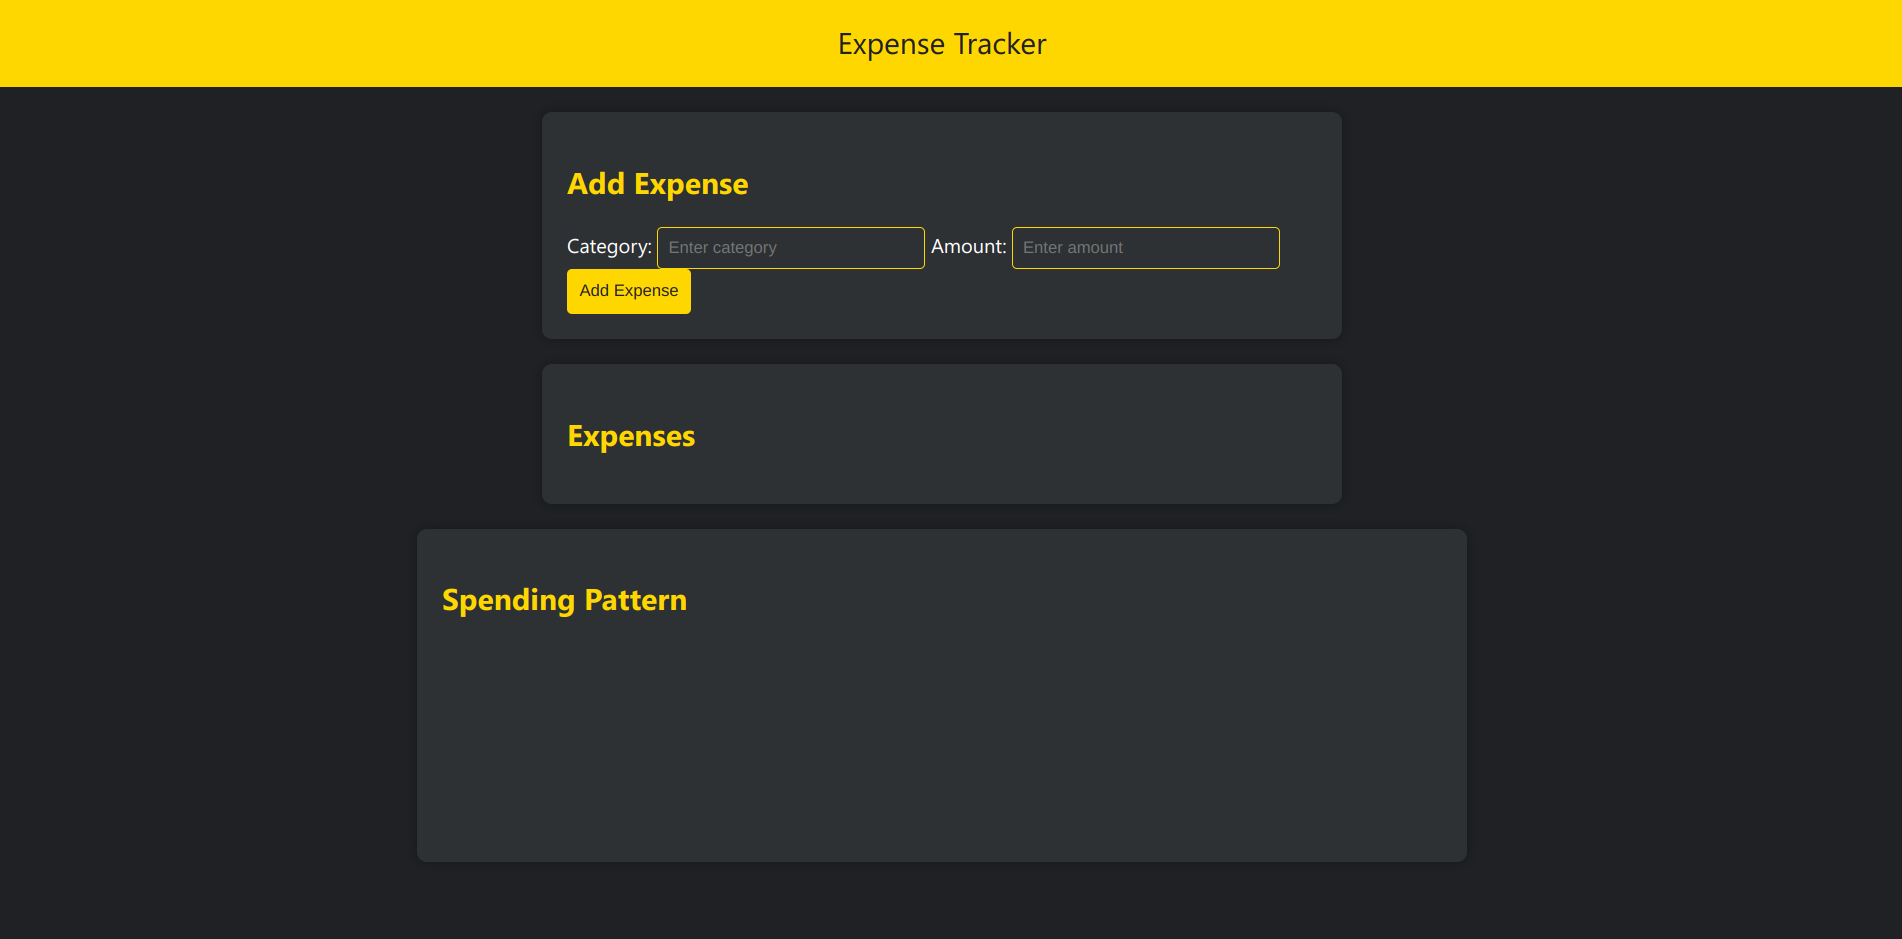 Expense Tracker
Add Expense
Category: Enter category Amount: Enter amount
Add Expense
Expenses
Spending Pattern